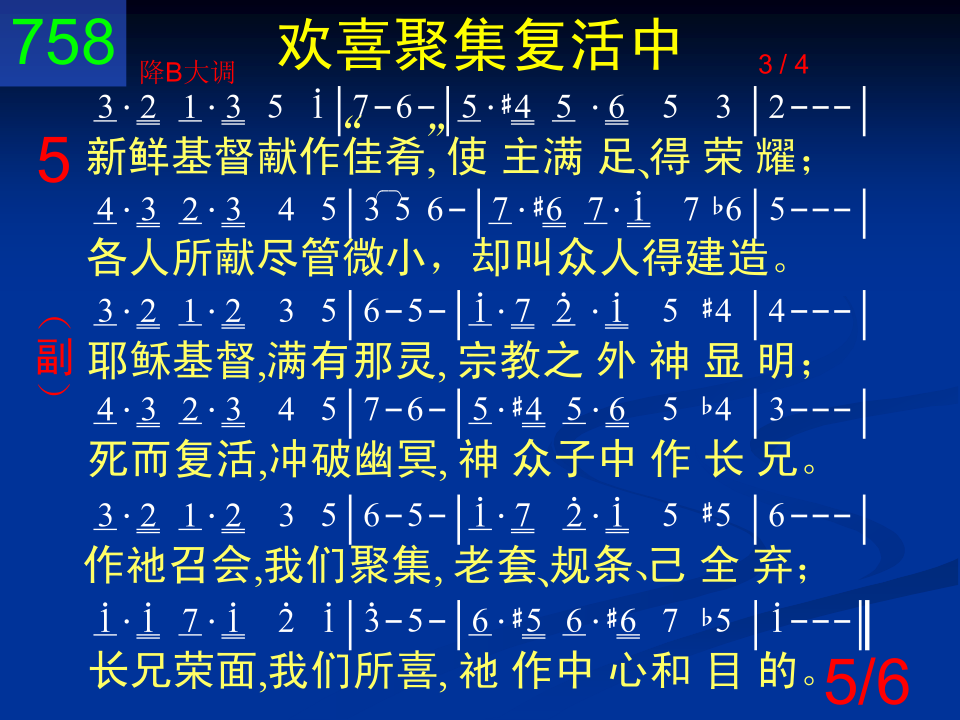 758
欢喜聚集复活中
降B大调
3 / 4
3·2 1·3 5 i̇|7-6-|5·♯4 5·6 5 3|2---|
5
新鲜基督献作“佳肴”,使主满足、得荣耀；
4·3 2·3 4 5|3 5 6-|7·♯6 7·i̇ 7 ♭6|5---|
各人所献尽管微小，却叫众人得建造。
3·2 1·2 3 5|6-5-|i̇·7 2̇·i̇ 5 ♯4|4---|
（副）
耶稣基督,满有那灵,宗教之外神显明；
4·3 2·3 4 5|7-6-|5·♯4 5·6 5 ♭4|3---|
死而复活,冲破幽冥,神众子中作长兄。
3·2 1·2 3 5|6-5-|i̇·7 2̇·i̇ 5 ♯5|6---|
作祂召会,我们聚集,老套、规条、己全弃；
i̇·i̇ 7·i̇ 2̇ i̇|3̇-5-|6·♯5 6·♯6 7 ♭5|i̇---‖
长兄荣面,我们所喜,祂作中心和目的。
5/6